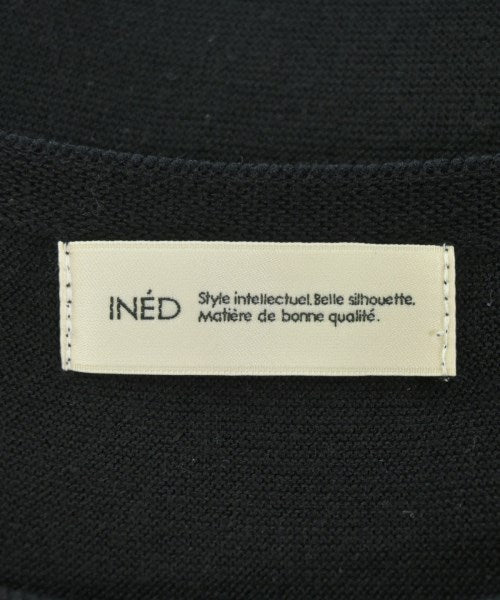 INÉD
Style intellectuel. Belle silhouette.
Matière de bonne qualité.